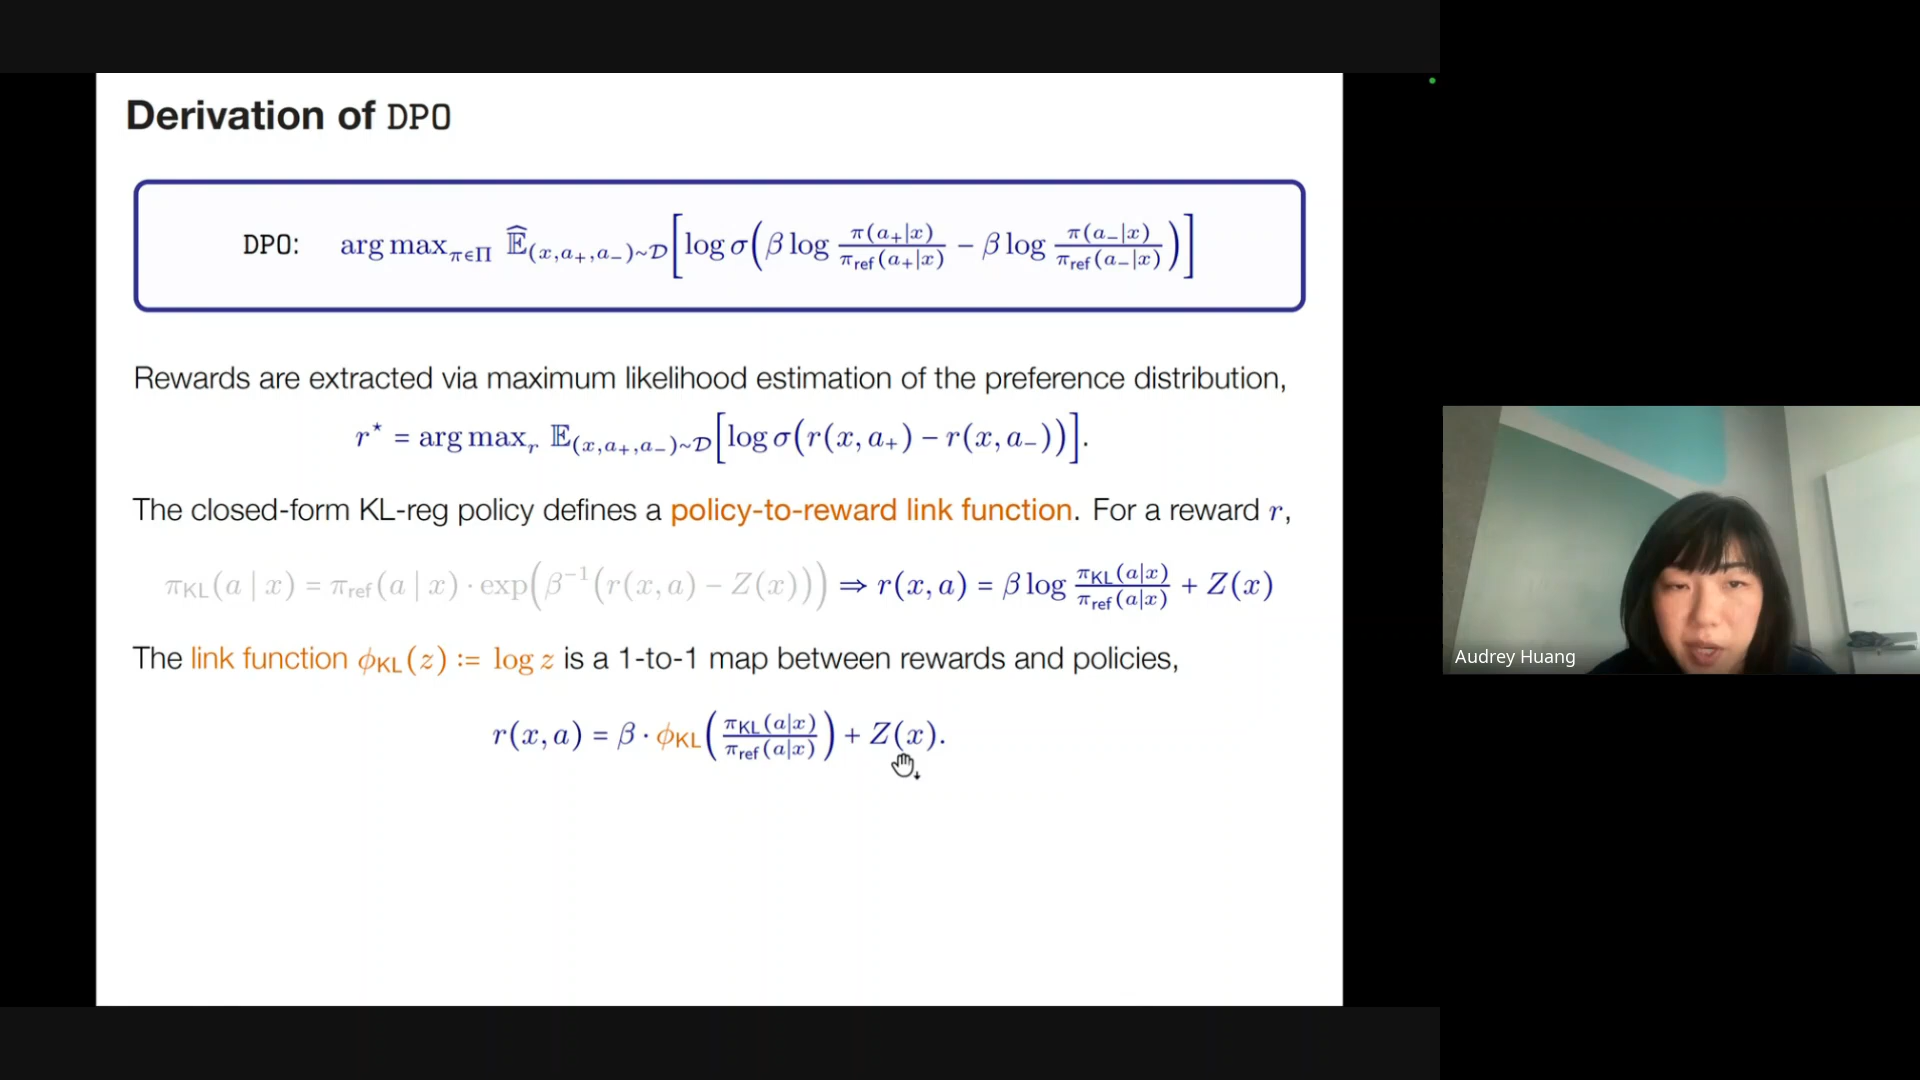 Derivation of DPO
DPO: arg max_{π∈Π} Ê_{(x,a₊,a₋)~𝒟}[log σ(β log π(a₊|x)/π_ref(a₊|x) − β log π(a₋|x)/π_ref(a₋|x))]
Rewards are extracted via maximum likelihood estimation of the preference distribution,
r* = arg max_r 𝔼_{(x,a₊,a₋)~𝒟}[log σ(r(x, a₊) − r(x, a₋))].
The closed-form KL-reg policy defines a policy-to-reward link function. For a reward r,
π_KL(a | x) = π_ref(a | x) · exp(β⁻¹(r(x, a) − Z(x))) ⇒ r(x, a) = β log π_KL(a|x)/π_ref(a|x) + Z(x)
The link function ϕ_KL(z) := log z is a 1-to-1 map between rewards and policies,
r(x, a) = β · ϕ_KL(π_KL(a|x)/π_ref(a|x)) + Z(x).
Audrey Huang